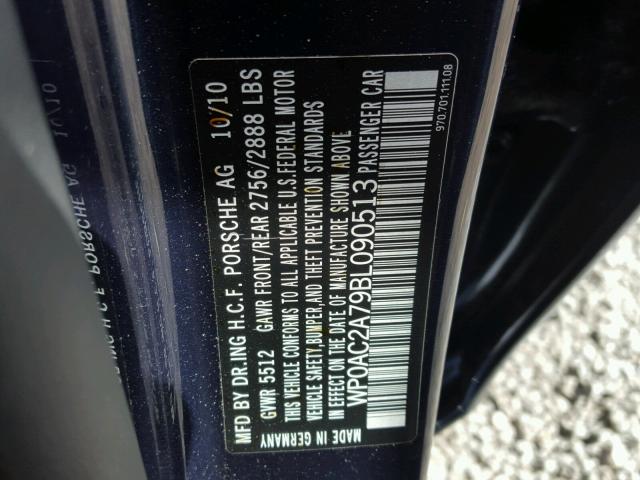 MFD BY DR.ING H.C.F. PORSCHE AG 10/10
GVWR 5512 GAWR FRONT/REAR 2756/2888 LBS
THIS VEHICLE CONFORMS TO ALL APPLICABLE U.S.FEDERAL MOTOR
VEHICLE SAFETY,BUMPER,AND THEFT PREVENTION STANDARDS
IN EFFECT ON THE DATE OF MANUFACTURE SHOWN ABOVE
WP0AC2A79BL090513 PASSENGER CAR
MADE IN GERMANY
970.701.111.08